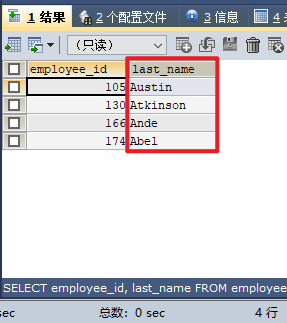 1 结果 2 个配置文件 3 信息 4
（只读）
employee_id last_name
105 Austin
130 Atkinson
166 Ande
174 Abel
SELECT employee_id, last_name FROM employee
0 sec 总数: 0 sec 4 行